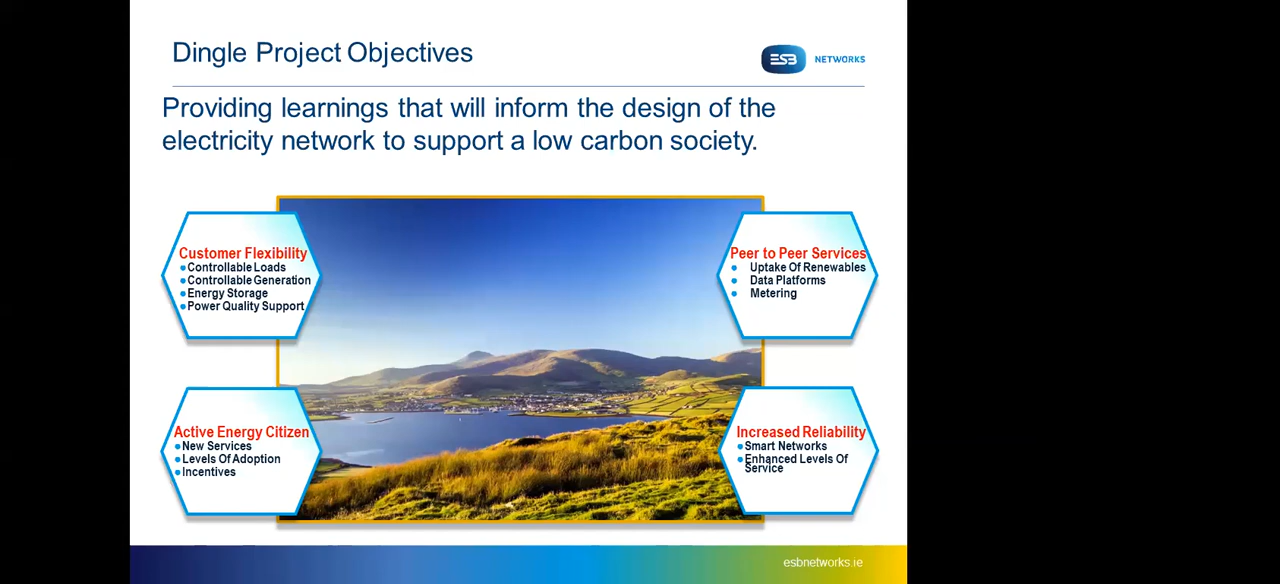 Dingle Project Objectives
ESB NETWORKS
Providing learnings that will inform the design of the
electricity network to support a low carbon society.
Customer Flexibility
Controllable Loads
Controllable Generation
Energy Storage
Power Quality Support
Peer to Peer Services
Uptake Of Renewables
Data Platforms
Metering
Active Energy Citizen
New Services
Levels Of Adoption
Incentives
Increased Reliability
Smart Networks
Enhanced Levels Of
Service
esbnetworks.ie